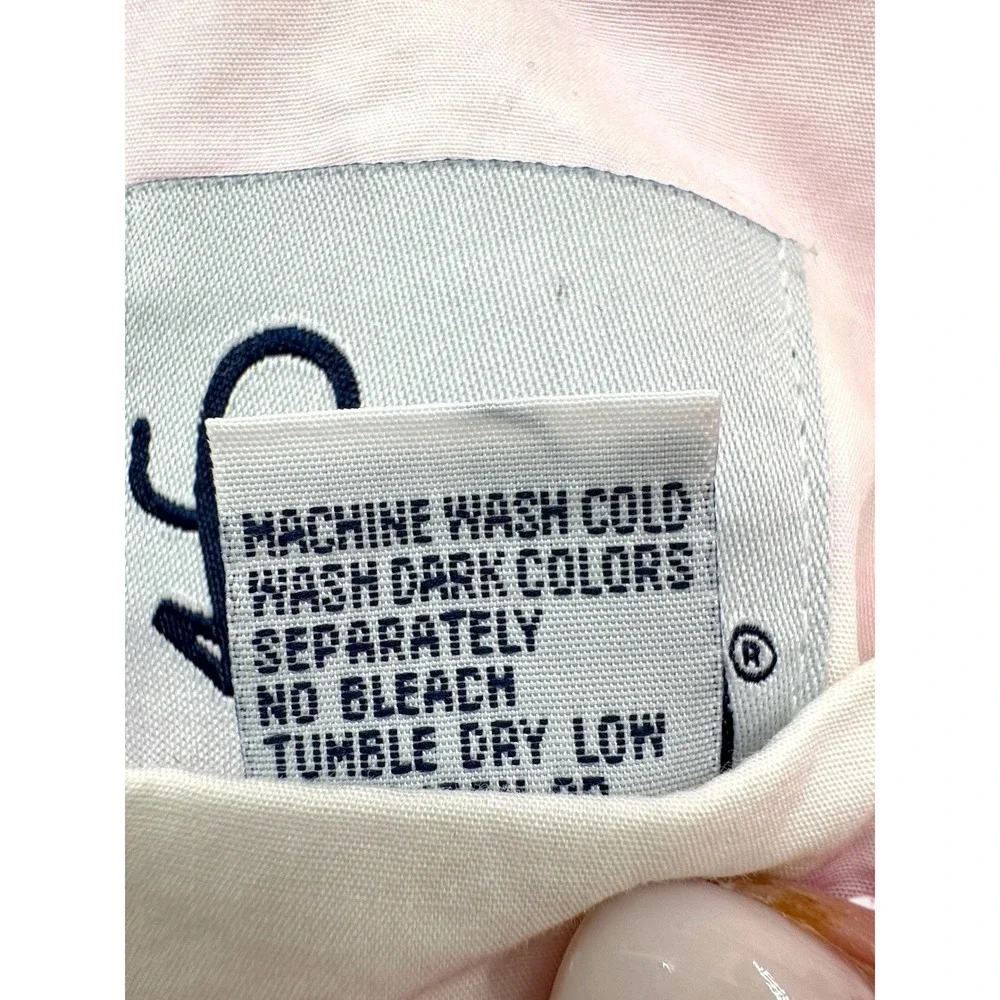 MACHINE WASH COLD
WASH DARK COLORS
SEPARATELY
NO BLEACH
TUMBLE DRY LOW
®